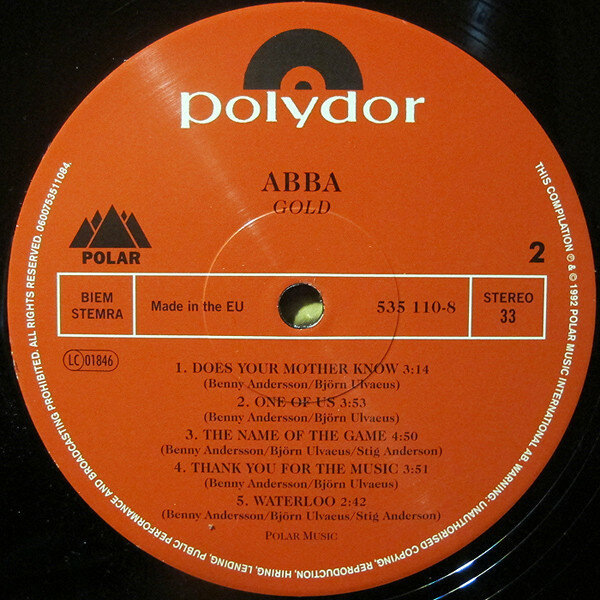 polydor
ABBA
GOLD
POLAR
2
BIEM
STEMRA
Made in the EU
535 110-8
STEREO
33
LC 01846
1. DOES YOUR MOTHER KNOW 3:14
(Benny Andersson/Björn Ulvaeus)
2. ONE OF US 3:53
(Benny Andersson/Björn Ulvaeus)
3. THE NAME OF THE GAME 4:50
(Benny Andersson/Björn Ulvaeus/Stig Anderson)
4. THANK YOU FOR THE MUSIC 3:51
(Benny Andersson/Björn Ulvaeus)
5. WATERLOO 2:42
(Benny Andersson/Björn Ulvaeus/Stig Anderson)
POLAR MUSIC
THIS COMPILATION ℗ & © 1992 POLAR MUSIC INTERNATIONAL AB. WARNING: UNAUTHORISED COPYING, REPRODUCTION, HIRING, LENDING, PUBLIC PERFORMANCE AND BROADCASTING PROHIBITED. ALL RIGHTS RESERVED. 0600753511084.